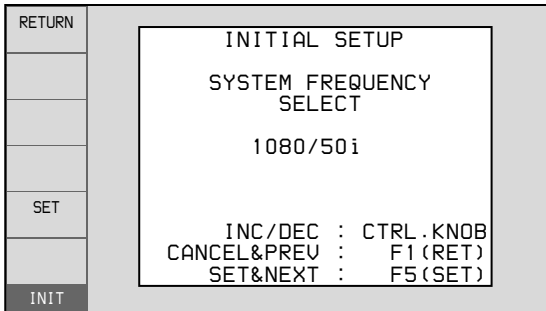 RETURN
SET
INIT
INITIAL SETUP
SYSTEM FREQUENCY
SELECT
1080/50i
INC/DEC : CTRL.KNOB
CANCEL&PREV : F1(RET)
SET&NEXT : F5(SET)